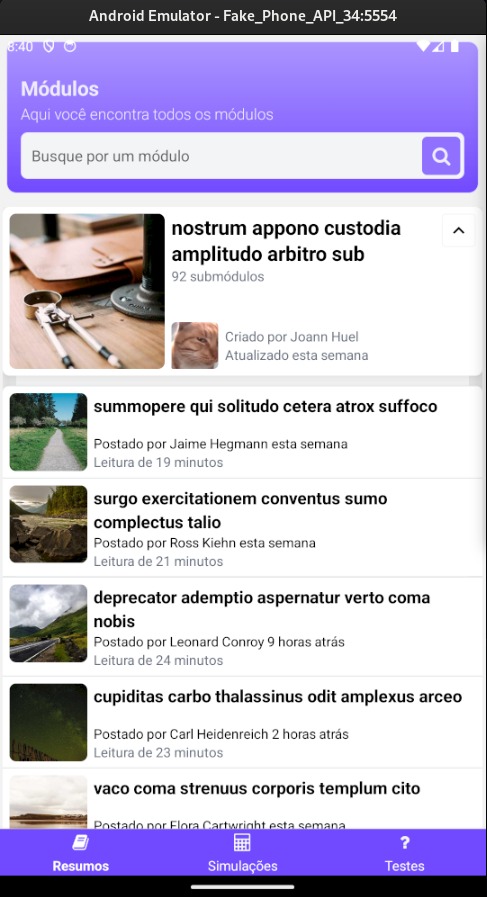 Android Emulator - Fake_Phone_API_34:5554
8:40
Módulos
Aqui você encontra todos os módulos
Busque por um módulo
nostrum appono custodia
amplitudo arbitro sub
92 submódulos
Criado por Joann Huel
Atualizado esta semana
summopere qui solitudo cetera atrox suffoco
Postado por Jaime Hegmann esta semana
Leitura de 19 minutos
surgo exercitationem conventus sumo
complectus talio
Postado por Ross Kiehn esta semana
Leitura de 21 minutos
deprecator ademptio aspernatur verto coma
nobis
Postado por Leonard Conroy 9 horas atrás
Leitura de 24 minutos
cupiditas carbo thalassinus odit amplexus arceo
Postado por Carl Heidenreich 2 horas atrás
Leitura de 23 minutos
vaco coma strenuus corporis templum cito
Postado por Flora Cartwright esta semana
Resumos
Simulações
Testes